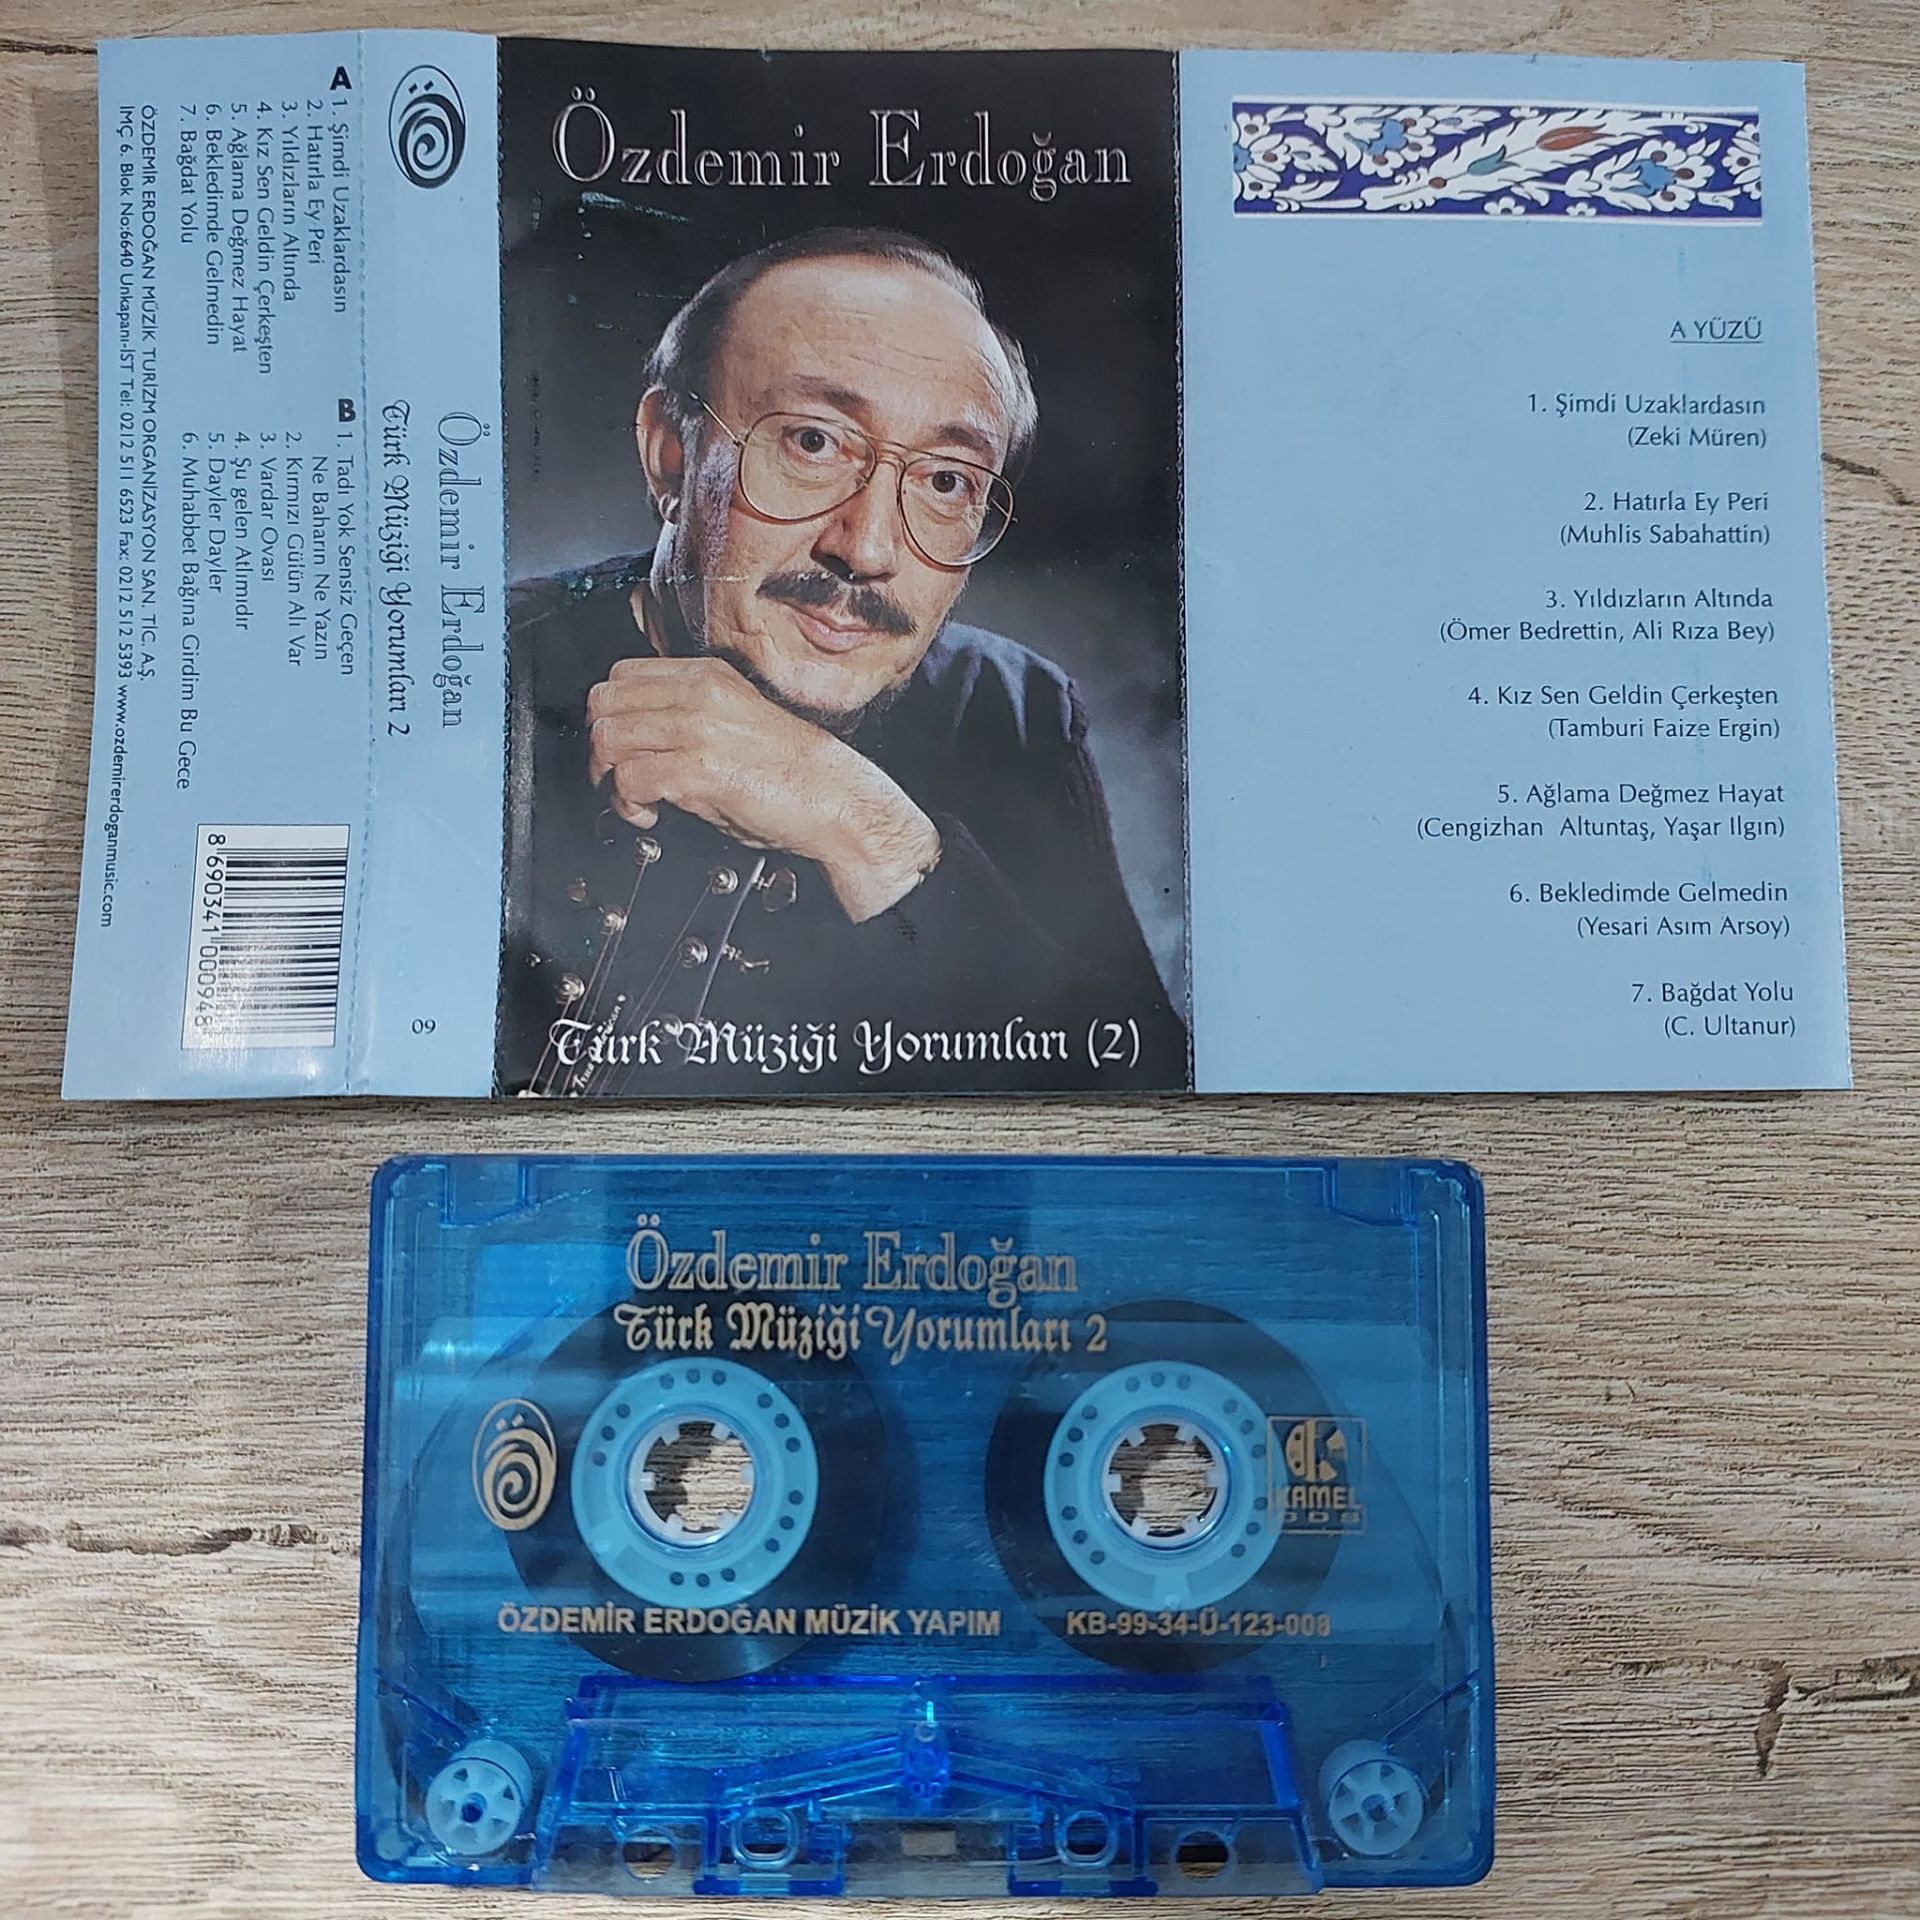 A
1. Şimdi Uzaklardasın
2. Hatırla Ey Peri
3. Yıldızların Altında
4. Kız Sen Geldin Çerkeşten
5. Ağlama Değmez Hayat
6. Bekledimde Gelmedin
7. Bağdat Yolu
B
1. Tadı Yok Sensiz Geçen
Ne Baharın Ne Yazın
2. Kırmızı Gülün Alı Var
3. Vardar Ovası
4. Şu gelen Atlımıdır
5. Dayler Dayler
6. Muhabbet Bağına Girdim Bu Gece
ÖZDEMİR ERDOĞAN MÜZİK TURİZM ORGANİZASYON SAN. TİC. A.Ş.
İMÇ 6. Blok No:6640 Unkapanı-İST Tel: 0212 511 6523 Fax: 0212 512 5393 www.ozdemirerdoganmusic.com
8 690341 000948
Özdemir Erdoğan
Türk Müziği Yorumları 2
09
Özdemir Erdoğan
Türk Müziği Yorumları (2)
A YÜZÜ
1. Şimdi Uzaklardasın
(Zeki Müren)
2. Hatırla Ey Peri
(Muhlis Sabahattin)
3. Yıldızların Altında
(Ömer Bedrettin, Ali Rıza Bey)
4. Kız Sen Geldin Çerkeşten
(Tamburi Faize Ergin)
5. Ağlama Değmez Hayat
(Cengizhan Altuntaş, Yaşar Ilgın)
6. Bekledimde Gelmedin
(Yesari Asım Arsoy)
7. Bağdat Yolu
(C. Ultanur)
Özdemir Erdoğan
Türk Müziği Yorumları 2
KAMEL
DDS
ÖZDEMİR ERDOĞAN MÜZİK YAPIM
KB-99-34-Ü-123-008